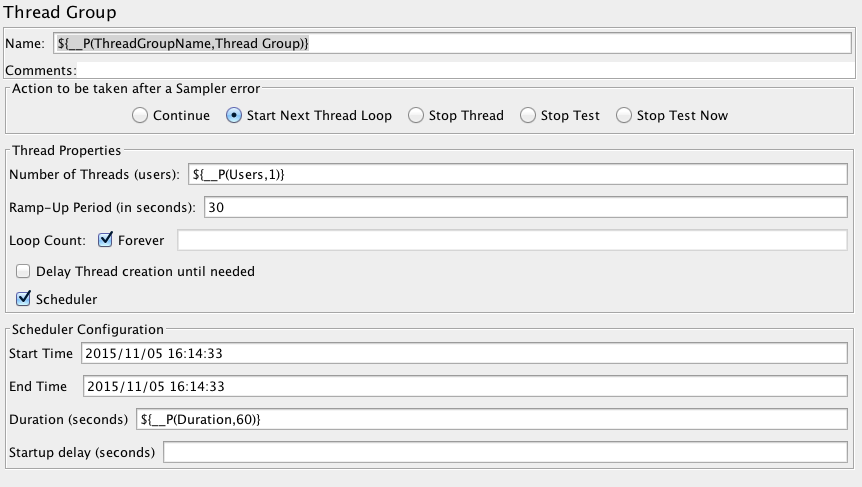 Thread Group
Name: ${__P(ThreadGroupName,Thread Group)}
Comments:
Action to be taken after a Sampler error
Continue Start Next Thread Loop Stop Thread Stop Test Stop Test Now
Thread Properties
Number of Threads (users): ${__P(Users,1)}
Ramp-Up Period (in seconds): 30
Loop Count: Forever
Delay Thread creation until needed
Scheduler
Scheduler Configuration
Start Time 2015/11/05 16:14:33
End Time 2015/11/05 16:14:33
Duration (seconds) ${__P(Duration,60)}
Startup delay (seconds)